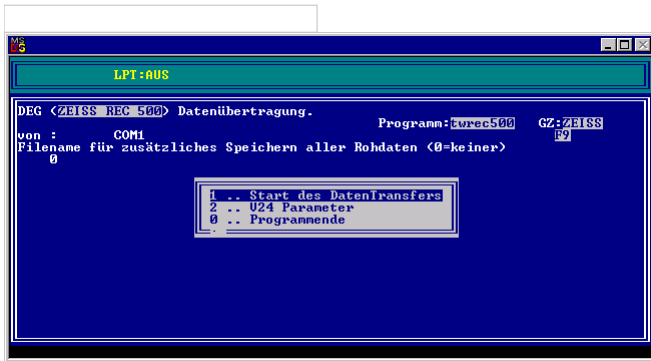 MS
LPT:AUS
DEG (ZEISS REC 500) Datenübertragung.
Programm:twrec500 GZ:ZEISS
von : COM1 F9
Filename für zusätzliches Speichern aller Rohdaten (0=keiner)
0
1 .. Start des DatenTransfers
2 .. V24 Parameter
0 .. Programmende